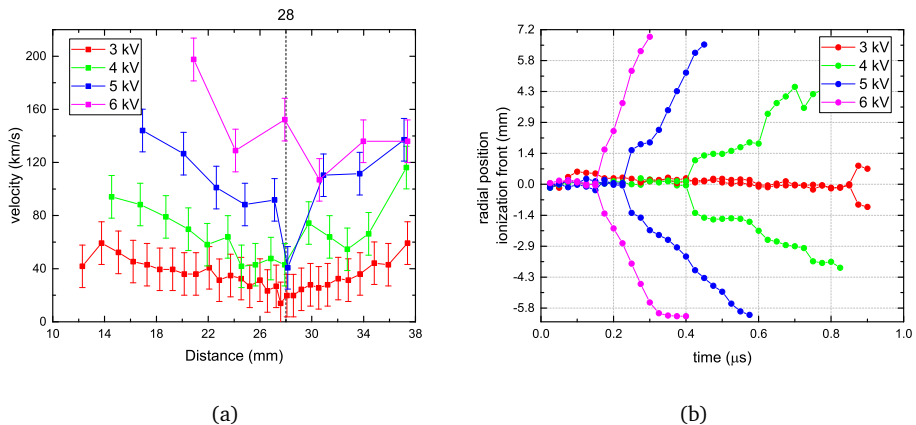 28
3 kV
4 kV
5 kV
6 kV
velocity (km/s)
220
200
160
120
80
40
0
10 14 18 22 26 30 34 38
Distance (mm)
(a)
3 kV
4 kV
5 kV
6 kV
radial position
ionization front (mm)
7.2
5.8
4.3
2.9
1.4
0.0
-1.4
-2.9
-4.3
-5.8
0.0 0.2 0.4 0.6 0.8 1.0
time (μs)
(b)